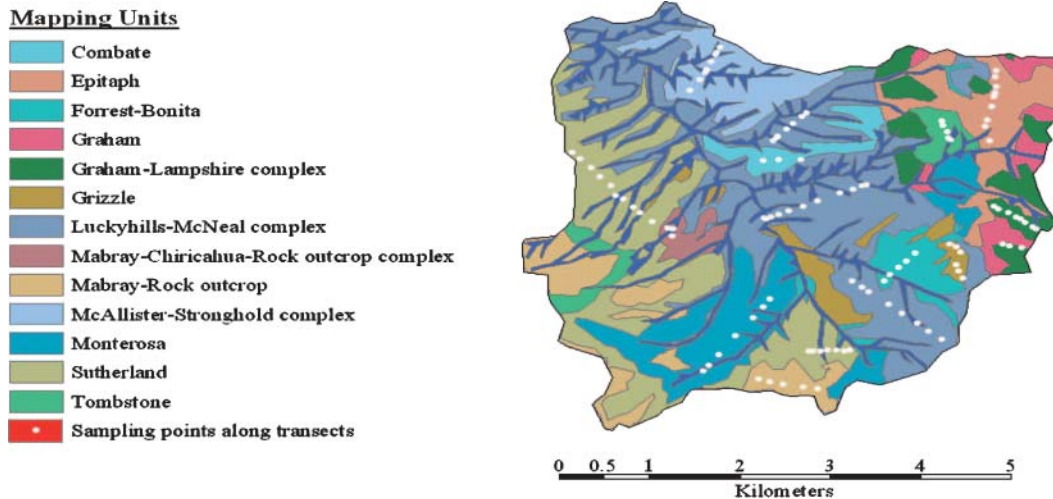 Mapping Units
Combate
Epitaph
Forrest-Bonita
Graham
Graham-Lampshire complex
Grizzle
Luckyhills-McNeal complex
Mabray-Chiricahua-Rock outcrop complex
Mabray-Rock outcrop
McAllister-Stronghold complex
Monterosa
Sutherland
Tombstone
Sampling points along transects
0 0.5 1 2 3 4 5
Kilometers